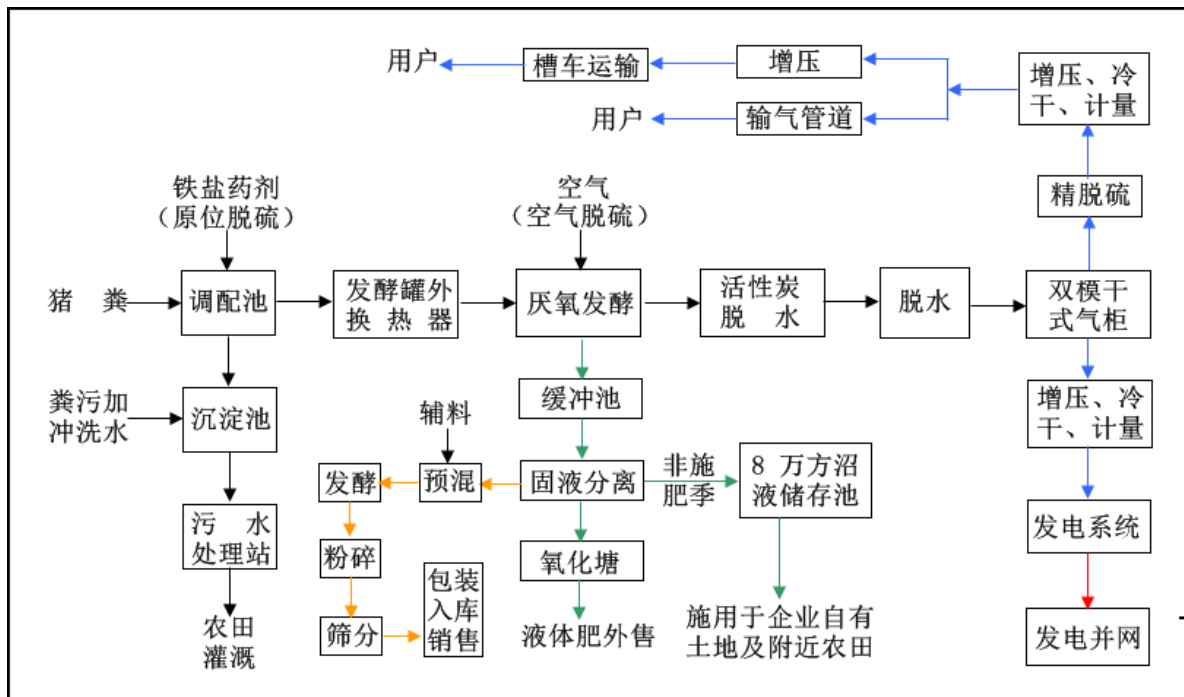 用户
槽车运输
增压
增压、冷
干、计量
用户
输气管道
铁盐药剂
（原位脱硫）
空气
（空气脱硫）
精脱硫
猪 粪
调配池
发酵罐外
换 热 器
厌氧发酵
活性炭
脱 水
脱水
双模干
式气柜
粪污加
冲洗水
沉淀池
缓冲池
增压、冷
干、计量
辅料
发酵
预混
固液分离
非施
肥季
8 万方沼
液储存池
污 水
处理站
粉碎
氧化塘
发电系统
筛分
包装
入库
销售
农田
灌溉
液体肥外售
施用于企业自有
土地及附近农田
发电并网